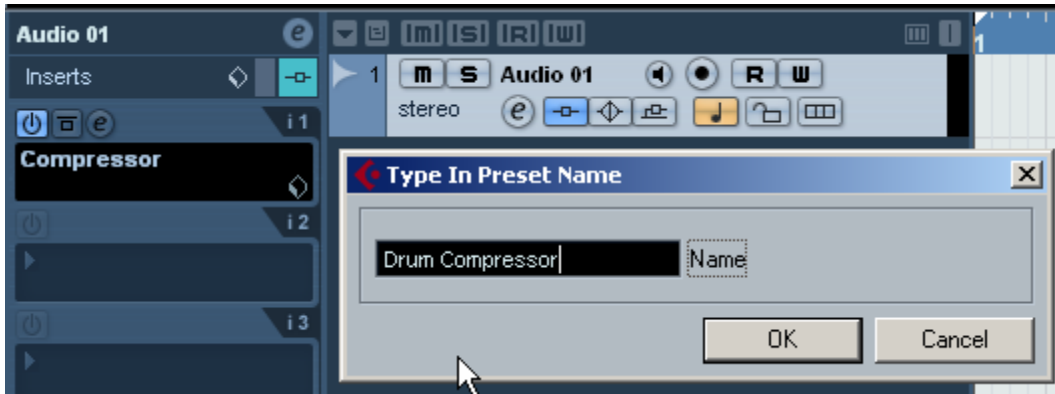 Audio 01 e
m S R W
1
Inserts
1 m S Audio 01 R W
stereo e
e i 1
Compressor
i 2
i 3
Type In Preset Name
Drum Compressor Name
OK Cancel